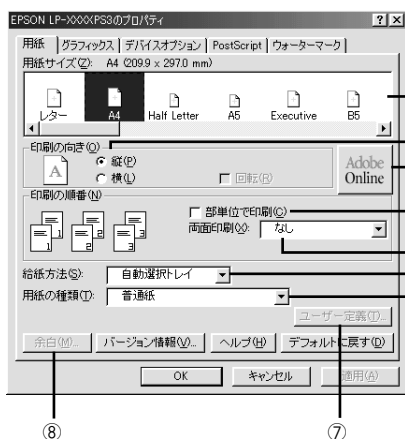 EPSON LP-XXXXPS3のプロパティ
用紙 グラフィックス デバイスオプション PostScript ウォーターマーク
用紙サイズ(Z): A4 (209.9 x 297.0 mm)
レター A4 Half Letter A5 Executive B5
印刷の向き(O)
A
縦(P)
横(L)
回転(R)
Adobe
Online
印刷の順番(N)
1 1 2 2 3 3
部単位で印刷(C)
両面印刷(X): なし
給紙方法(S): 自動選択トレイ
用紙の種類(T): 普通紙
ユーザー定義(I)...
余白(M)... バージョン情報(V)... ヘルプ(H) デフォルトに戻す(D)
OK キャンセル 適用(A)
⑧ ⑦